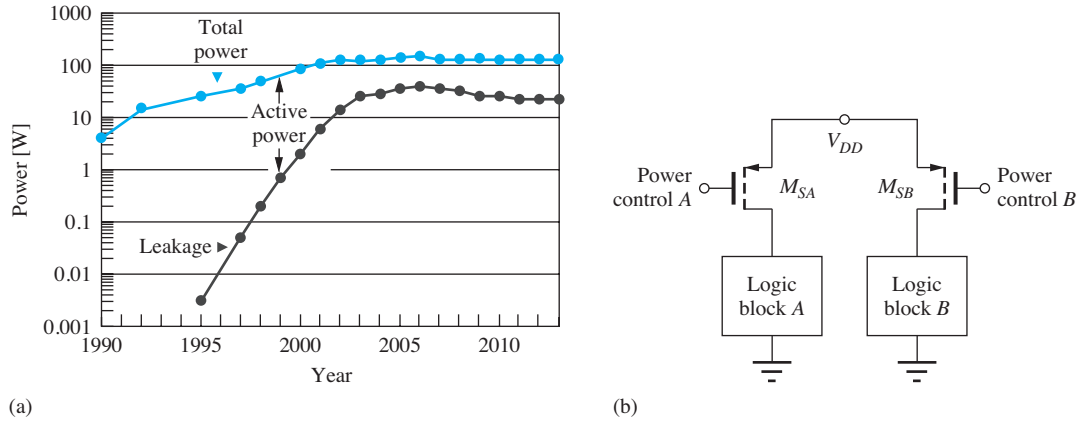 1000
100
10
1
0.1
0.01
0.001
Power [W]
Total
power
Active
power
Leakage
1990
1995
2000
2005
2010
Year
(a)
V_DD
Power
control A
M_SA
M_SB
Power
control B
Logic
block A
Logic
block B
(b)